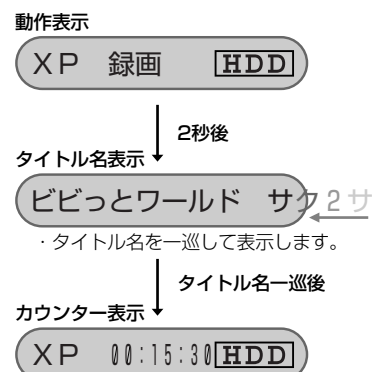 動作表示
XP 録画 HDD
2秒後
タイトル名表示
ビビっとワールド サク2サ
・タイトル名を一巡して表示します。
タイトル名一巡後
カウンター表示
XP 00:15:30 HDD